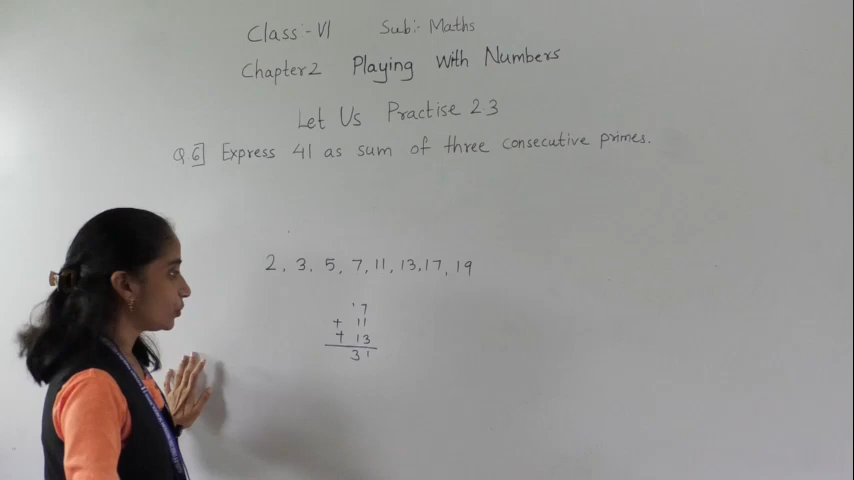 Class:- VI Sub:- Maths
Chapter 2 Playing with Numbers
Let Us Practise 2.3
Q 6 Express 41 as sum of three consecutive primes.
2, 3, 5, 7, 11, 13, 17, 19
' 7
+ 11
+ 13
31